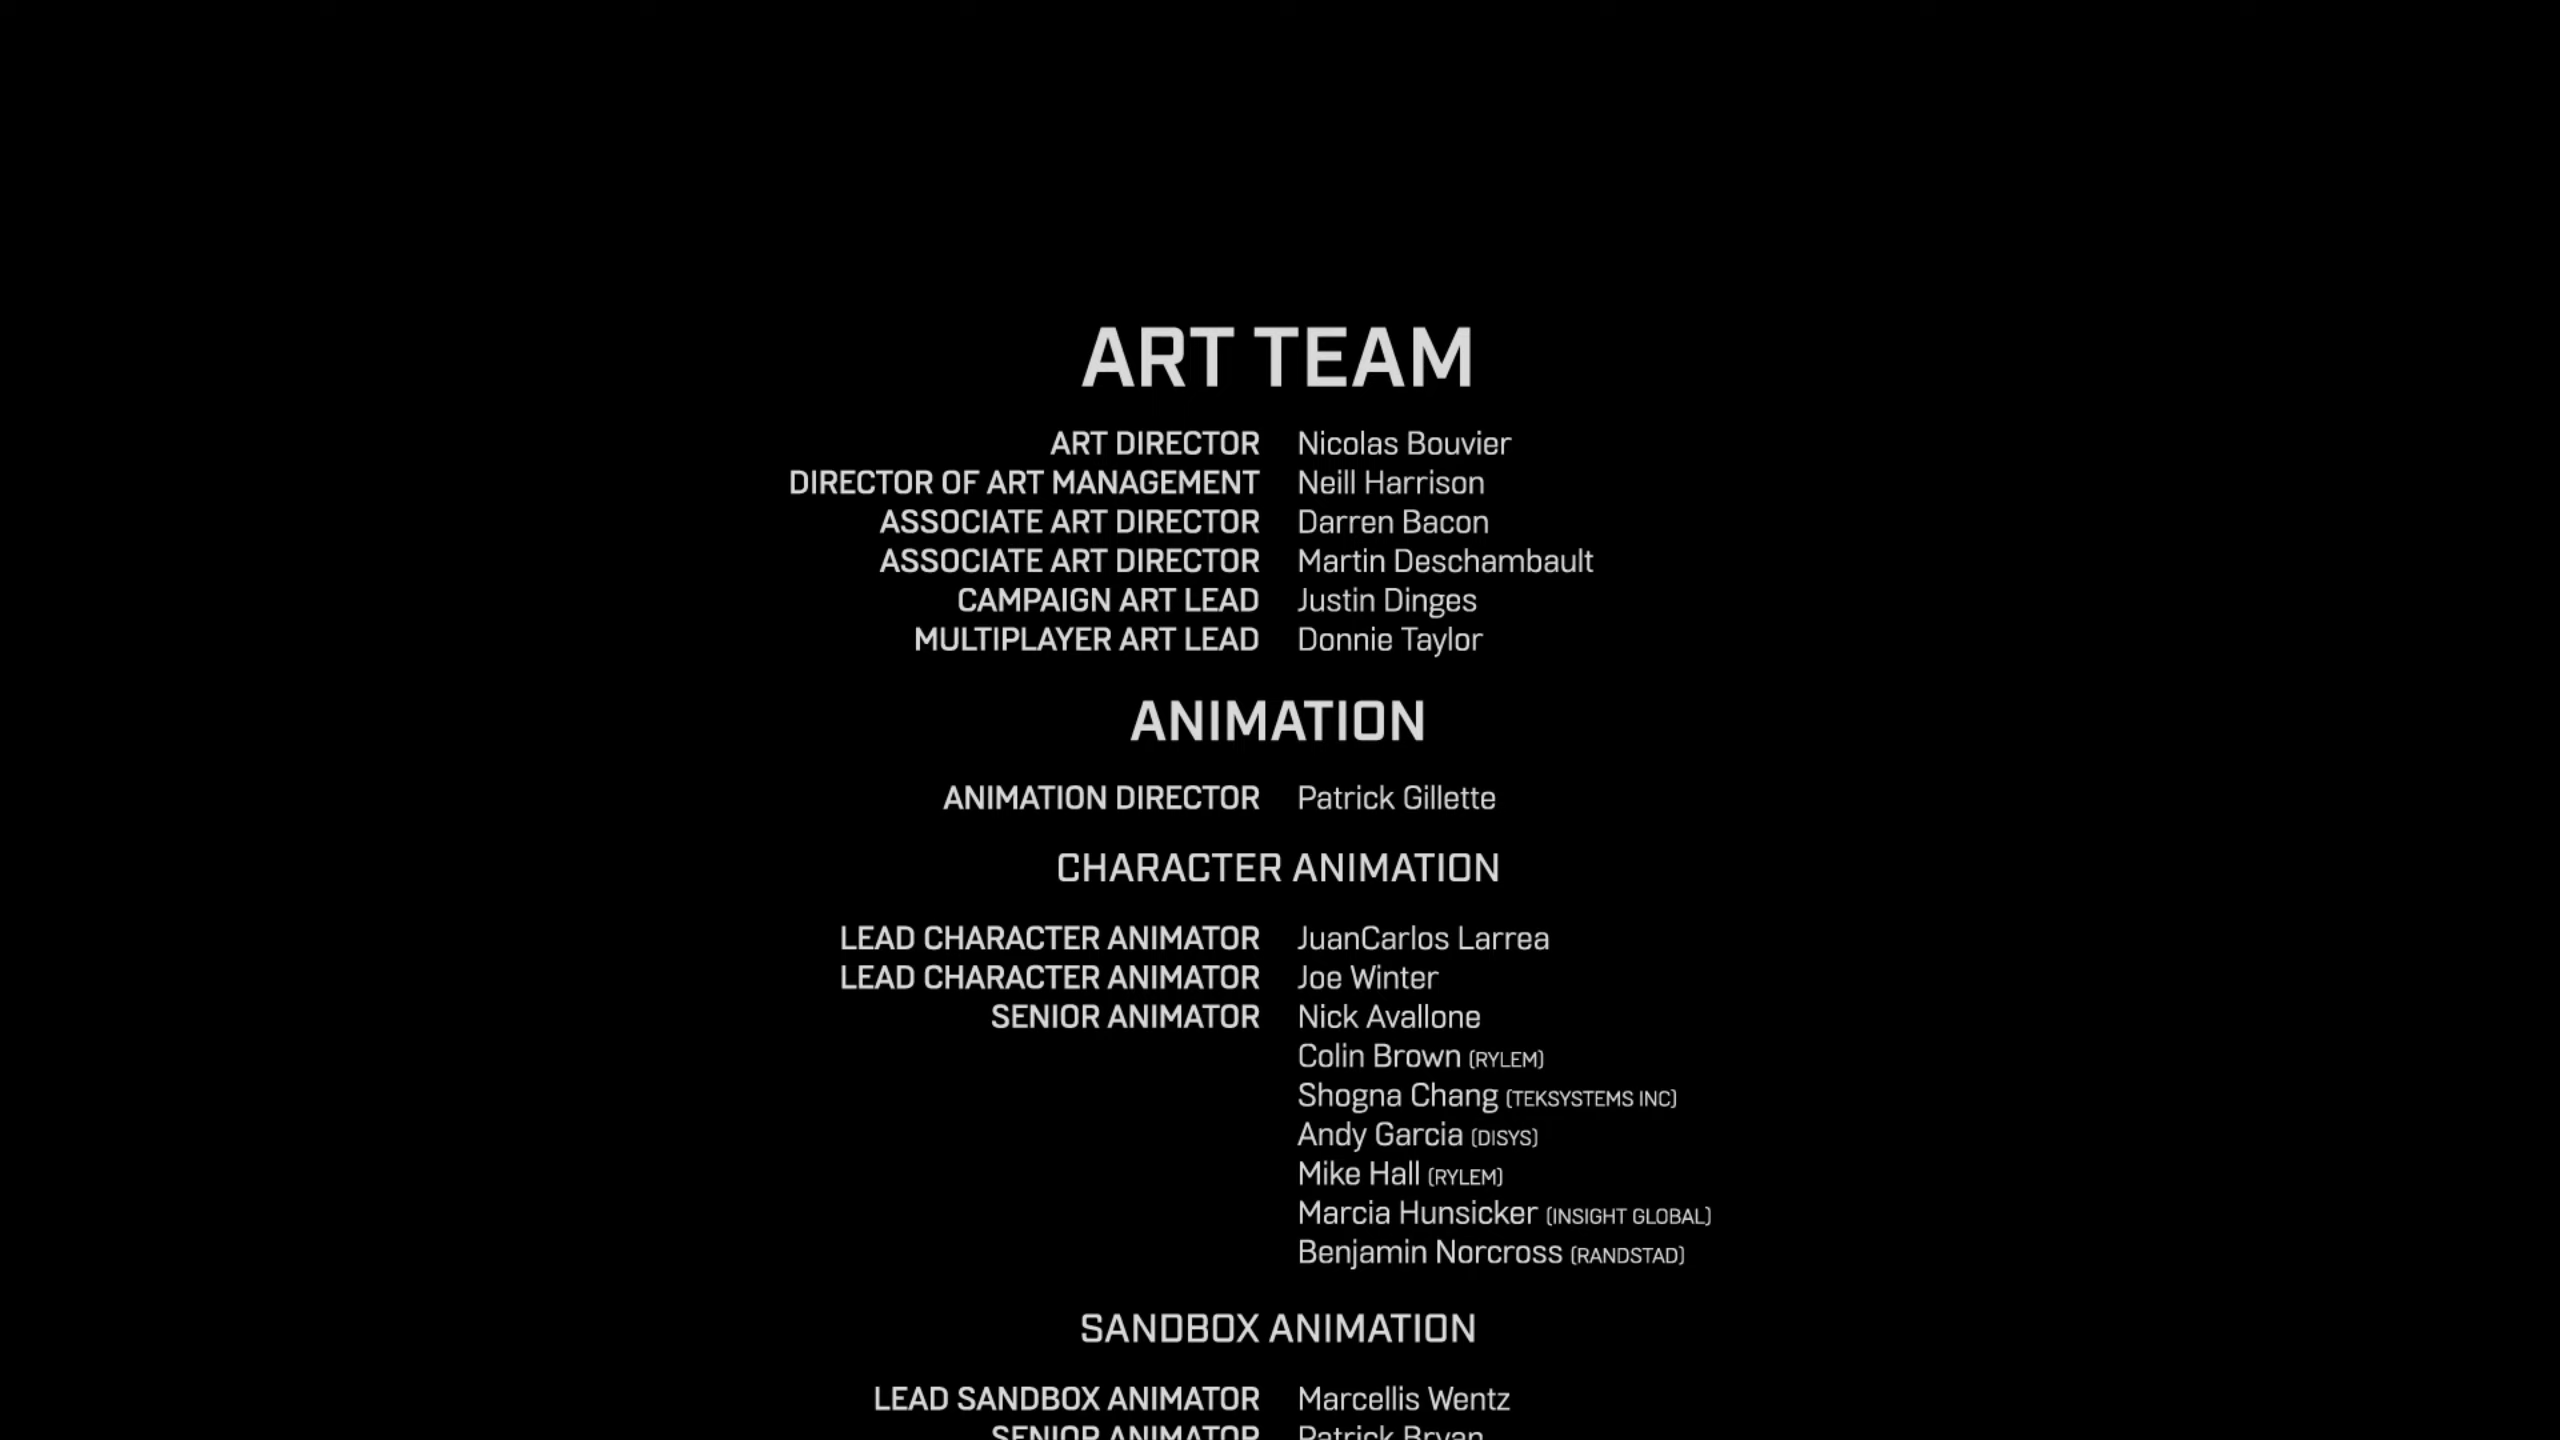 ART TEAM
ART DIRECTOR Nicolas Bouvier
DIRECTOR OF ART MANAGEMENT Neill Harrison
ASSOCIATE ART DIRECTOR Darren Bacon
ASSOCIATE ART DIRECTOR Martin Deschambault
CAMPAIGN ART LEAD Justin Dinges
MULTIPLAYER ART LEAD Donnie Taylor
ANIMATION
ANIMATION DIRECTOR Patrick Gillette
CHARACTER ANIMATION
LEAD CHARACTER ANIMATOR JuanCarlos Larrea
LEAD CHARACTER ANIMATOR Joe Winter
SENIOR ANIMATOR Nick Avallone
Colin Brown (RYLEM)
Shogna Chang (TEKSYSTEMS INC)
Andy Garcia (DISYS)
Mike Hall (RYLEM)
Marcia Hunsicker (INSIGHT GLOBAL)
Benjamin Norcross (RANDSTAD)
SANDBOX ANIMATION
LEAD SANDBOX ANIMATOR Marcellis Wentz
SENIOR ANIMATOR Patrick Bryan